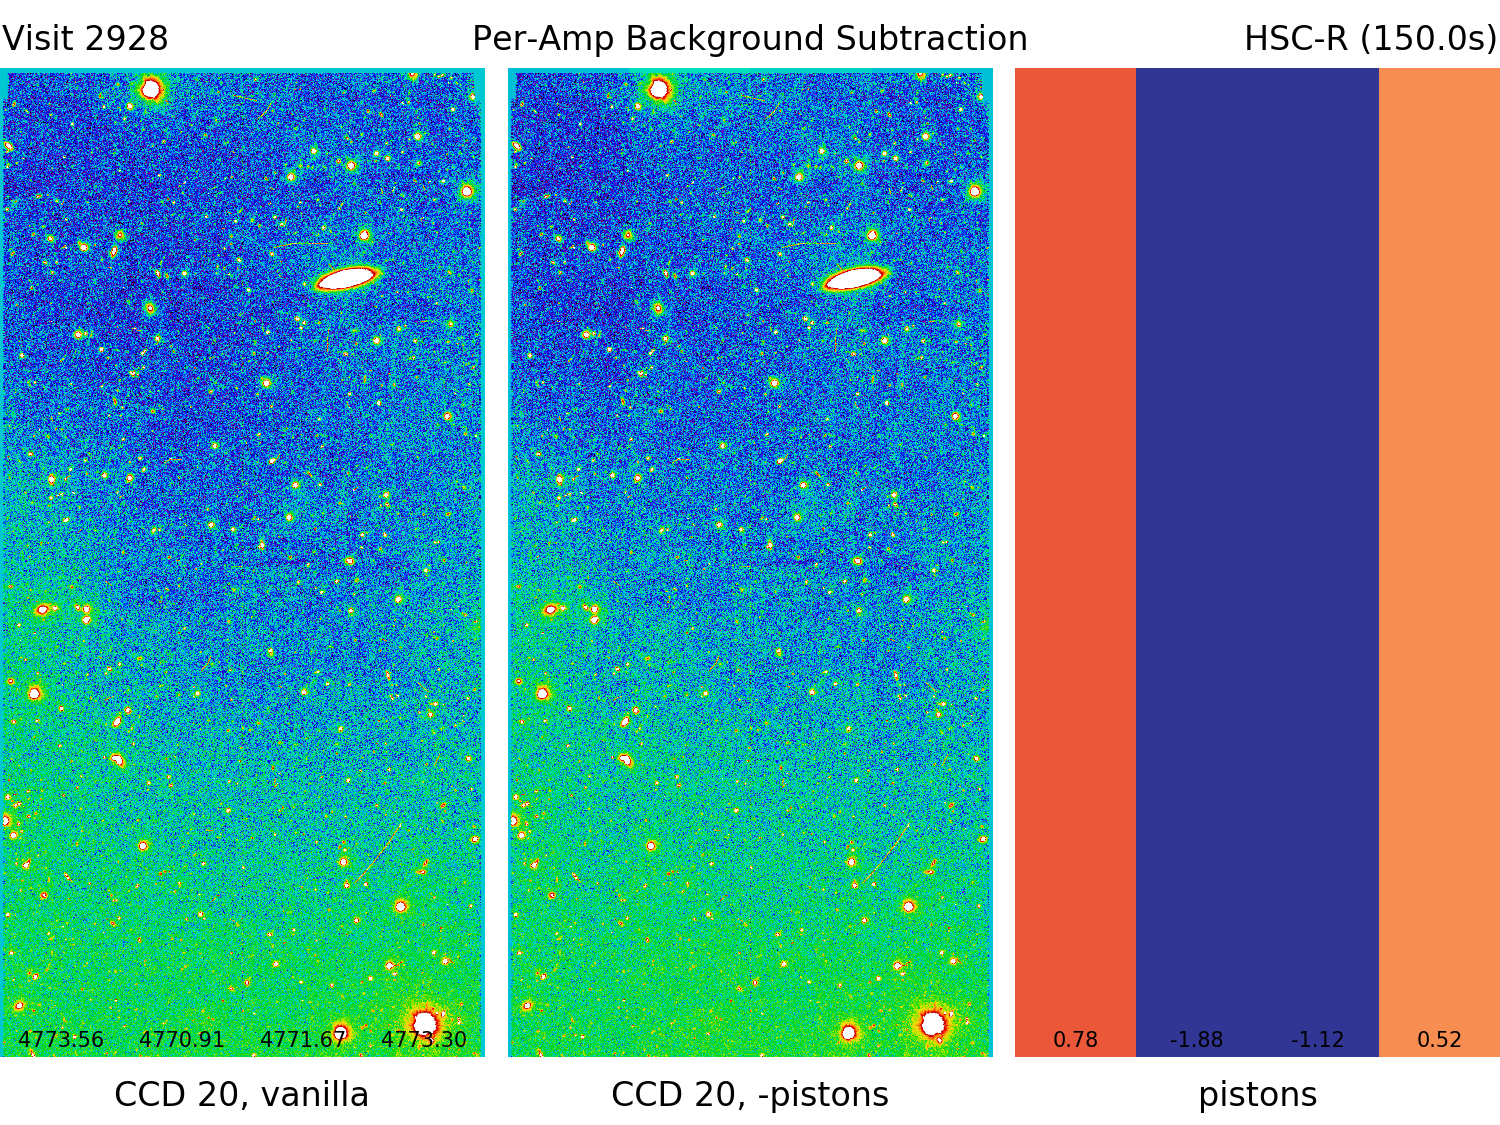 Visit 2928 Per-Amp Background Subtraction HSC-R (150.0s)
4773.56 4770.91 4771.67 4773.30 0.78 -1.88 -1.12 0.52
CCD 20, vanilla CCD 20, -pistons pistons